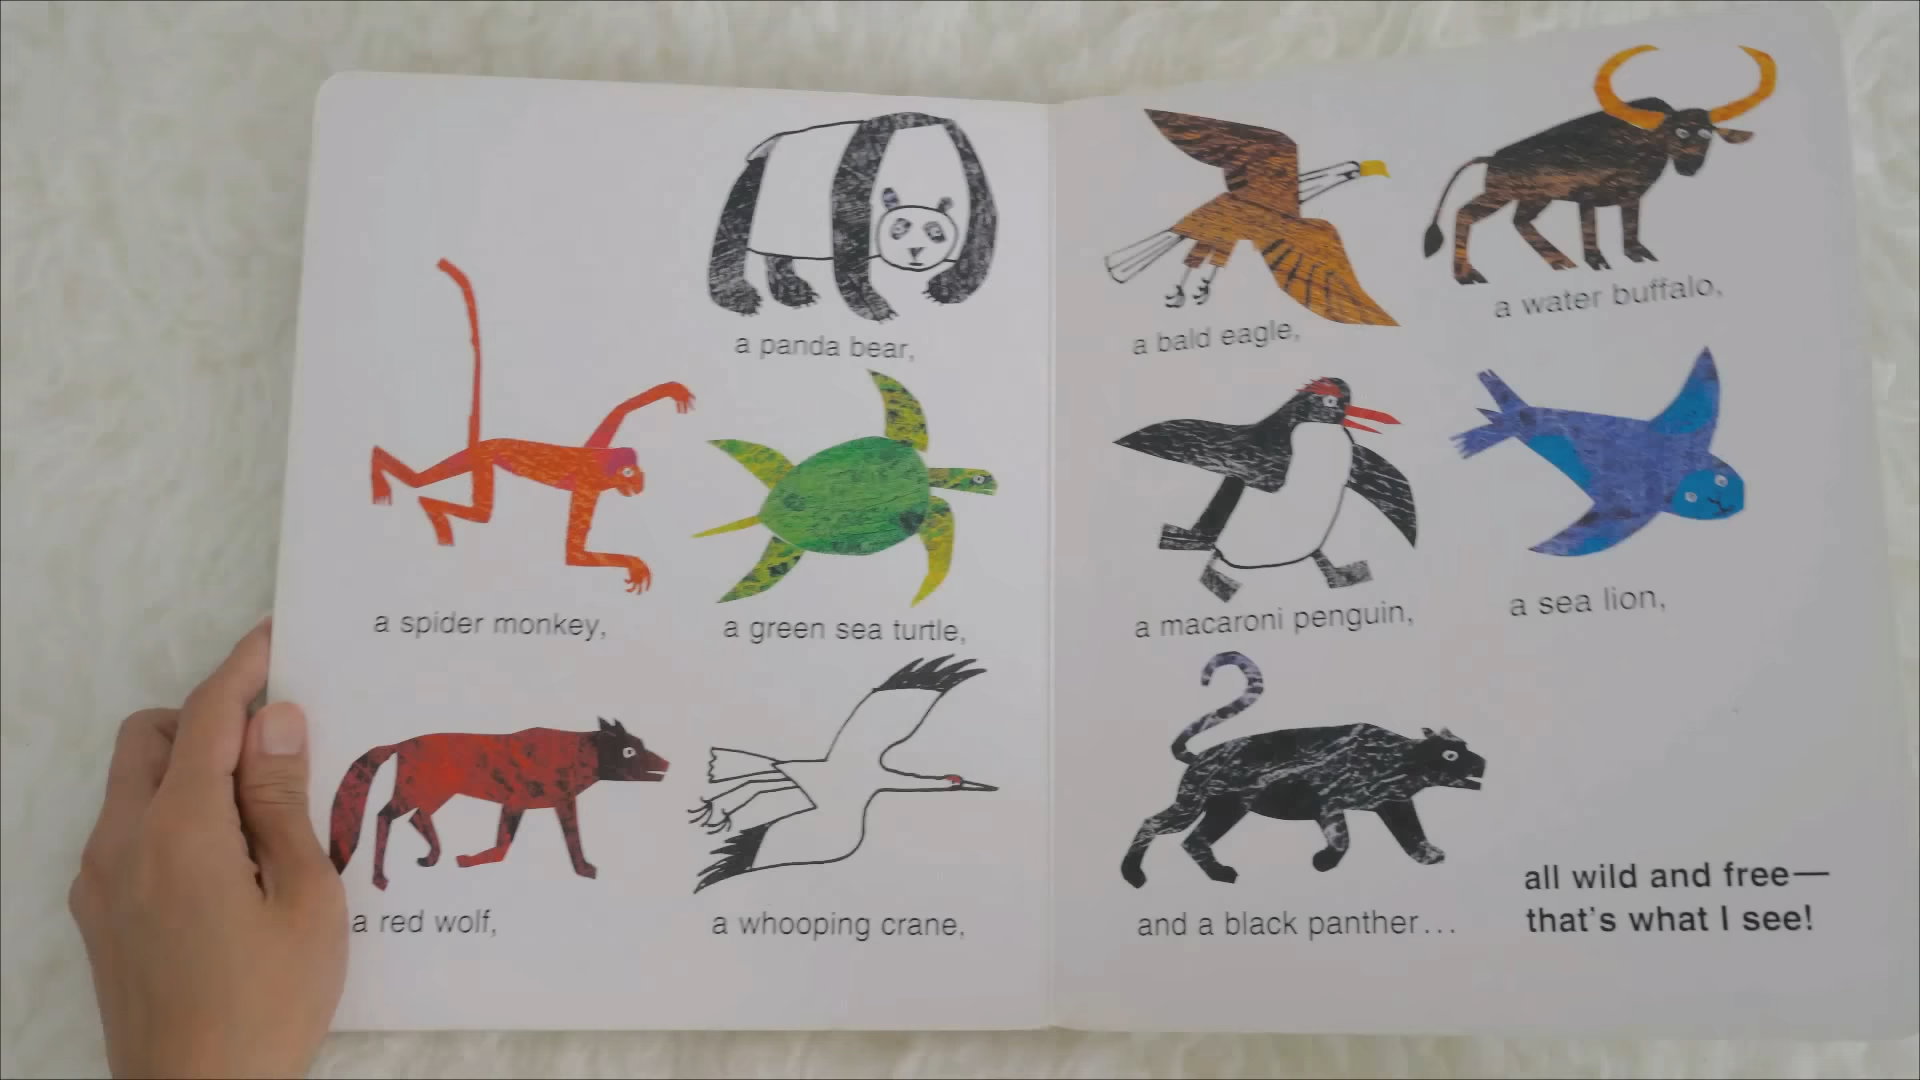 a panda bear,
a bald eagle,
a water buffalo,
a spider monkey,
a green sea turtle,
a macaroni penguin,
a sea lion,
a red wolf,
a whooping crane,
and a black panther...
all wild and free—
that's what I see!